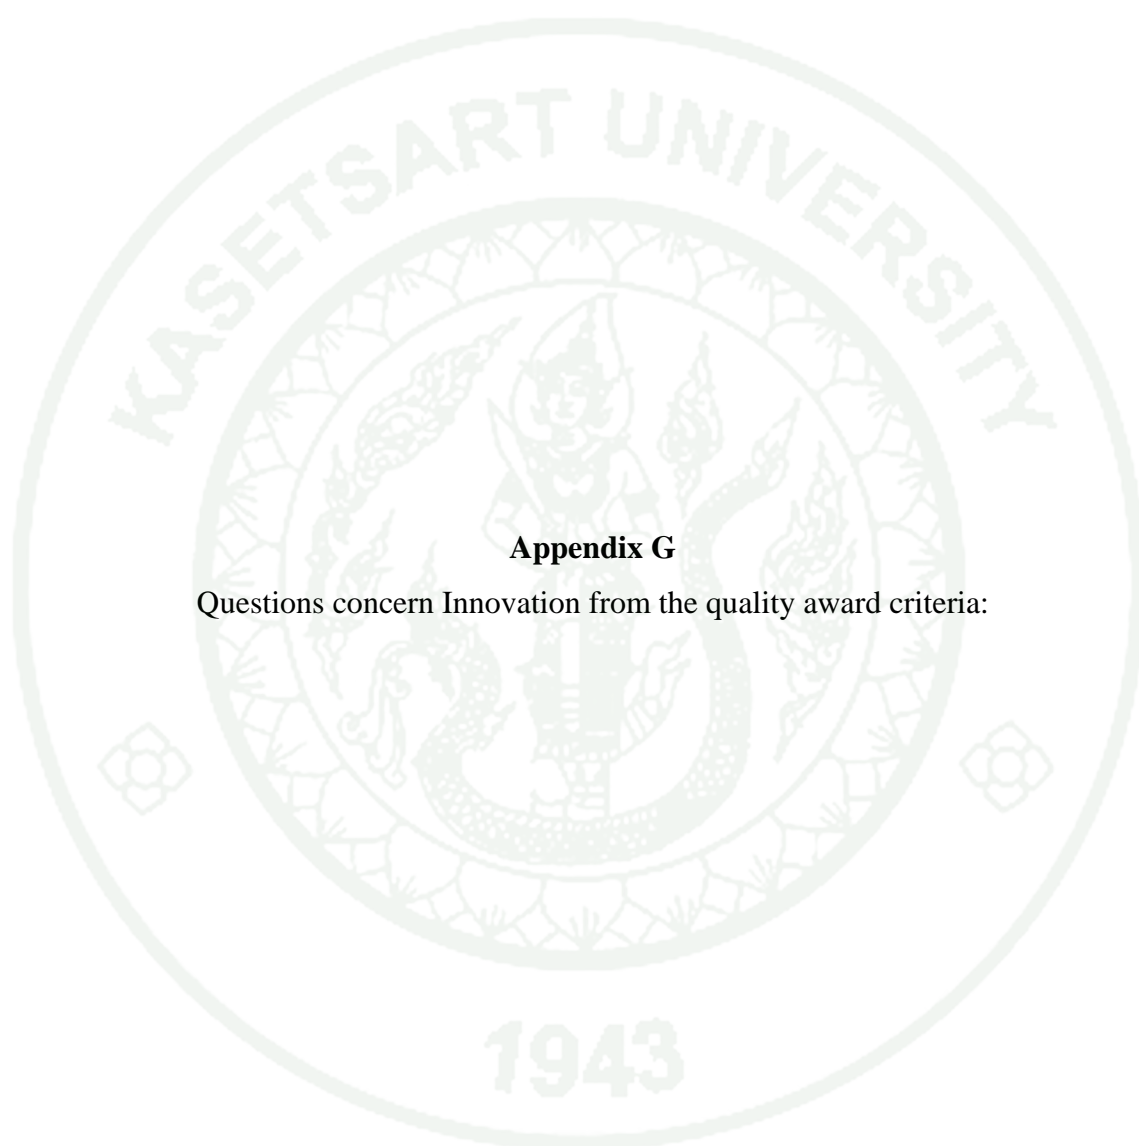 KASETSART UNIVERSITY
Appendix G
Questions concern Innovation from the quality award criteria:
1943